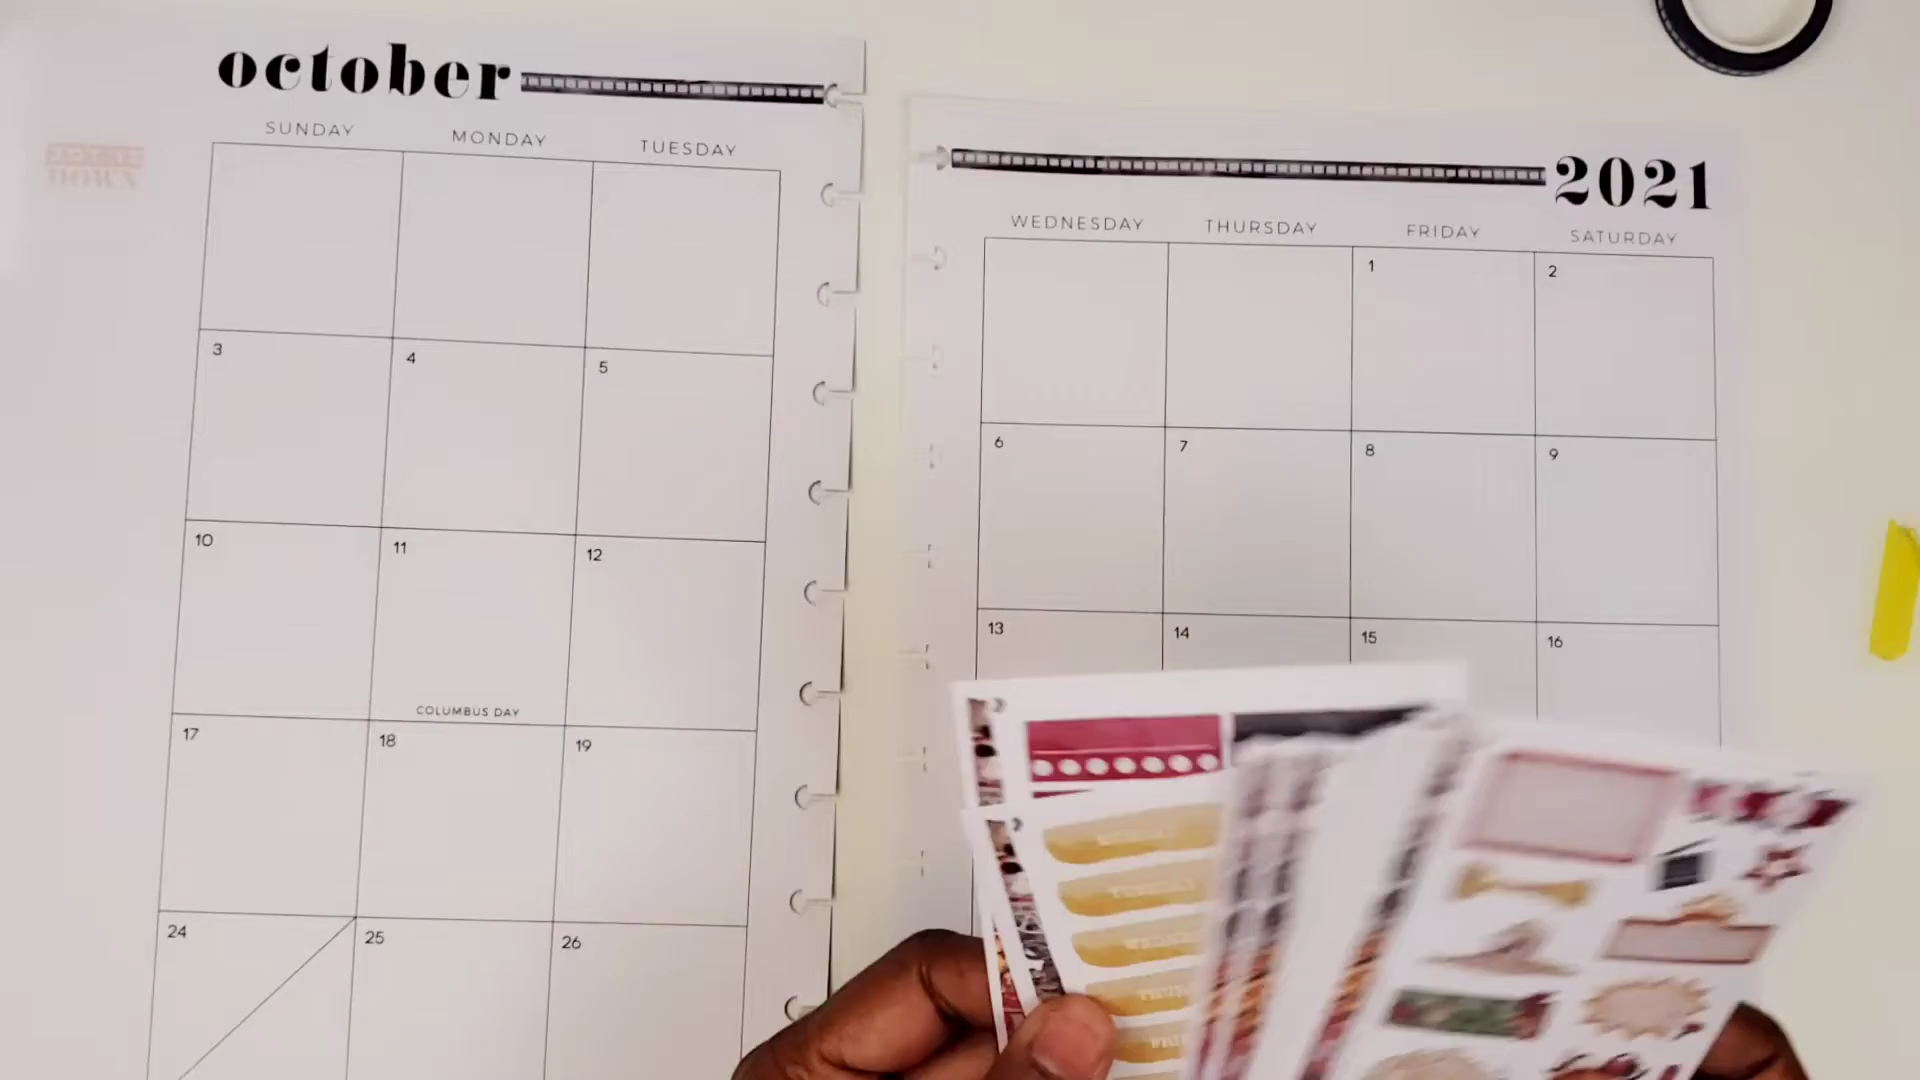 october
SUNDAY MONDAY TUESDAY
3 4 5
10 11 12
COLUMBUS DAY
17 18 19
24 25 26
2021
WEDNESDAY THURSDAY FRIDAY SATURDAY
1 2
6 7 8 9
13 14 15 16